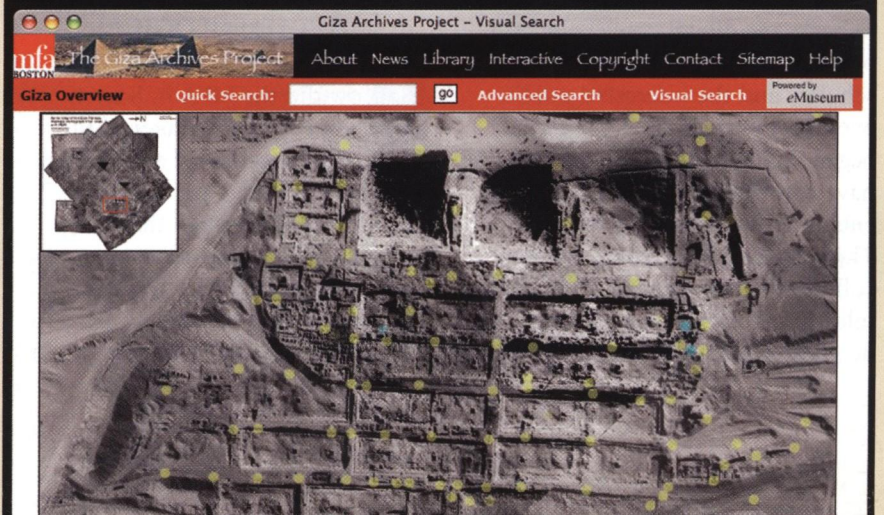 Giza Archives Project – Visual Search
mfa
BOSTON
The Giza Archives Project
About News Library Interactive Copyright Contact Sitemap Help
Giza Overview
Quick Search:
go
Advanced Search
Visual Search
Powered by
eMuseum
N